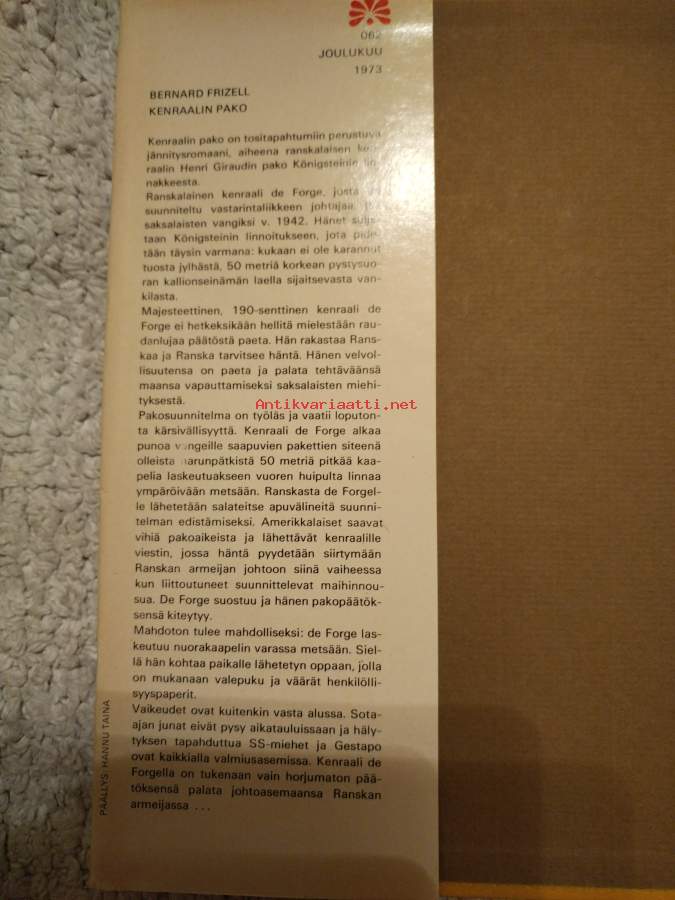 062
JOULUKUU
1973
BERNARD FRIZELL
KENRAALIN PAKO
Kenraalin pako on tositapahtumiin perustuva
jännitysromaani, aiheena ranskalaisen
raalin Henri Giraudin pako Königsteinin
nakkeesta.
Ranskalainen kenraali de Forge, josta
suunniteltu vastarintaliikkeen johtajaa,
saksalaisten vangiksi v. 1942. Hänet
taan Königsteinin linnoitukseen, jota
tään täysin varmana: kukaan ei ole karannut
tuosta jylhästä, 50 metriä korkean pystysuo-
ran kallionseinämän laella sijaitsevasta van-
kilasta.
Majesteettinen, 190-senttinen kenraali de
Forge ei hetkeksikään hellitä mielestään rau-
danlujaa päätöstä paeta. Hän rakastaa Rans-
kaa ja Ranska tarvitsee häntä. Hänen velvol-
lisuutensa on paeta ja palata tehtäväänsä
maansa vapauttamiseksi saksalaisten miehi-
tyksestä.
Antikvariaatti.net
Pakosuunnitelma on työläs ja vaatii loputon-
ta kärsivällisyyttä. Kenraali de Forge alkaa
punoa vangeille saapuvien pakettien siteenä
olleista narunpätkistä 50 metriä pitkää kaa-
pelia laskeutuakseen vuoren huipulta linnaa
ympäröivään metsään. Ranskasta de Forgel-
le lähetetään salateitse apuvälineitä suunni-
telman edistämiseksi. Amerikkalaiset saavat
vihiä pakoaikeista ja lähettävät kenraalille
viestin, jossa häntä pyydetään siirtymään
Ranskan armeijan johtoon siinä vaiheessa
kun liittoutuneet suunnittelevat maihinnou-
sua. De Forge suostuu ja hänen pakopäätök-
sensä kiteytyy.
Mahdoton tulee mahdolliseksi: de Forge las-
keutuu nuorakaapelin varassa metsään. Siel-
lä hän kohtaa paikalle lähetetyn oppaan, jolla
on mukanaan valepuku ja väärät henkilölli-
syyspaperit.
Vaikeudet ovat kuitenkin vasta alussa. Sota-
ajan junat eivät pysy aikatauluissaan ja häly-
tyksen tapahduttua SS-miehet ja Gestapo
ovat kaikkialla valmiusasemissa. Kenraali de
Forgella on tukenaan vain horjumaton pää-
töksensä palata johtoasemaansa Ranskan
armeijassa ...
PÄÄLLYS: HANNU TAINA